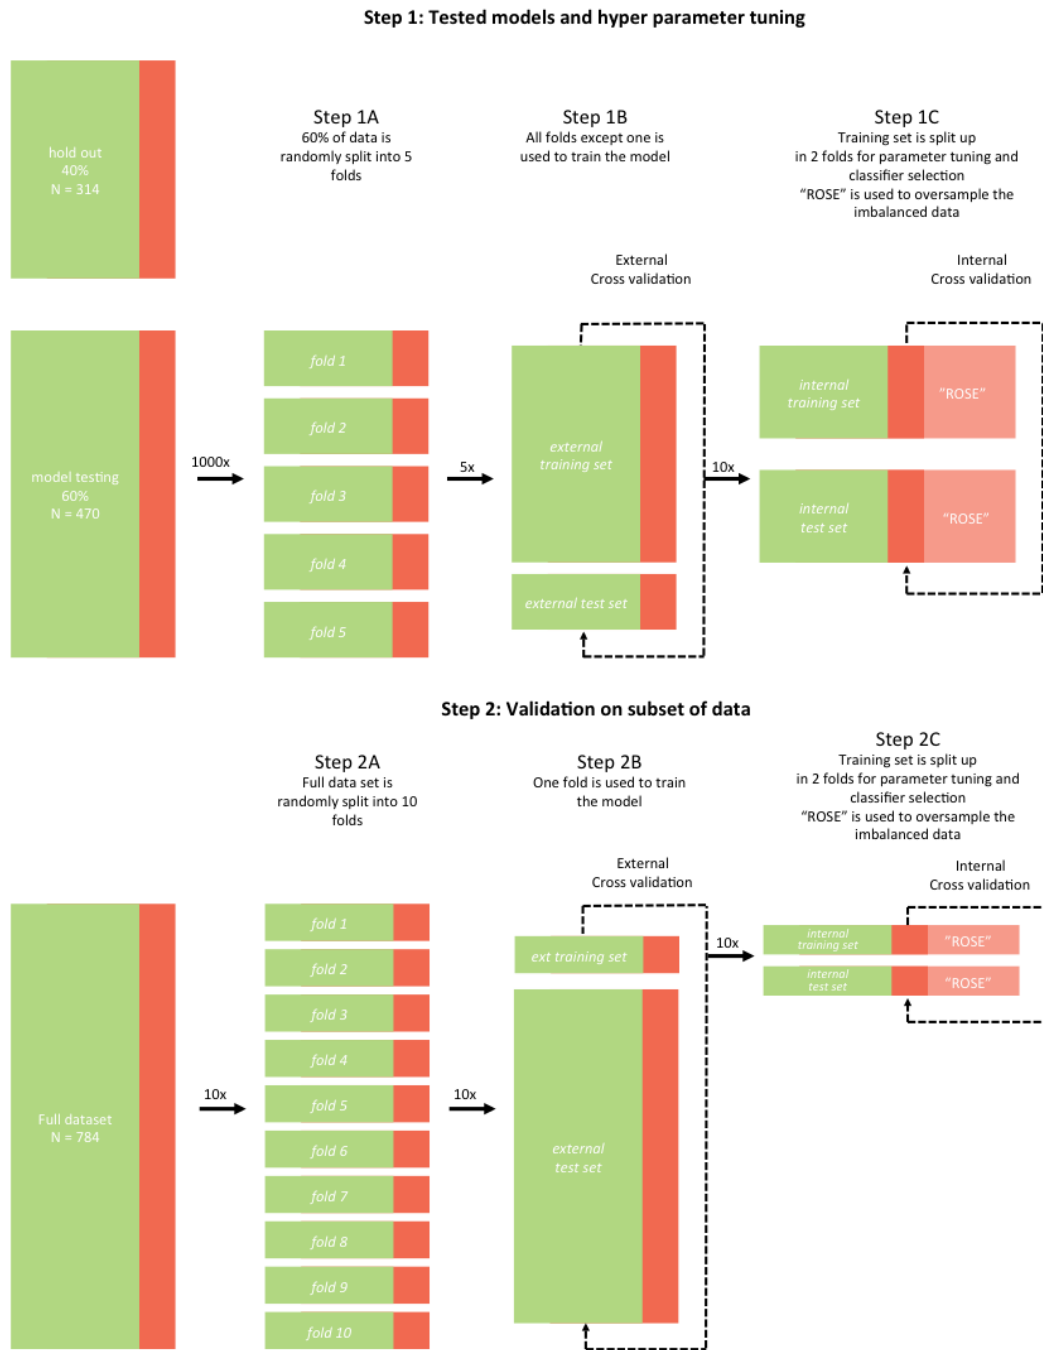 Step 1: Tested models and hyper parameter tuning
hold out
40%
N = 314
Step 1A
60% of data is
randomly split into 5
folds
Step 1B
All folds except one is
used to train the model
Step 1C
Training set is split up
in 2 folds for parameter tuning and
classifier selection
“ROSE” is used to oversample the
imbalanced data
External
Cross validation
Internal
Cross validation
model testing
60%
N = 470
1000x
fold 1
fold 2
fold 3
fold 4
fold 5
5x
external
training set
external test set
10x
internal
training set
“ROSE”
internal
test set
“ROSE”
Step 2: Validation on subset of data
Step 2A
Full data set is
randomly split into 10
folds
Step 2B
One fold is used to train
the model
Step 2C
Training set is split up
in 2 folds for parameter tuning and
classifier selection
“ROSE” is used to oversample the
imbalanced data
External
Cross validation
Internal
Cross validation
Full dataset
N = 784
10x
fold 1
fold 2
fold 3
fold 4
fold 5
fold 6
fold 7
fold 8
fold 9
fold 10
10x
ext training set
external
test set
10x
internal
training set
“ROSE”
internal
test set
“ROSE”